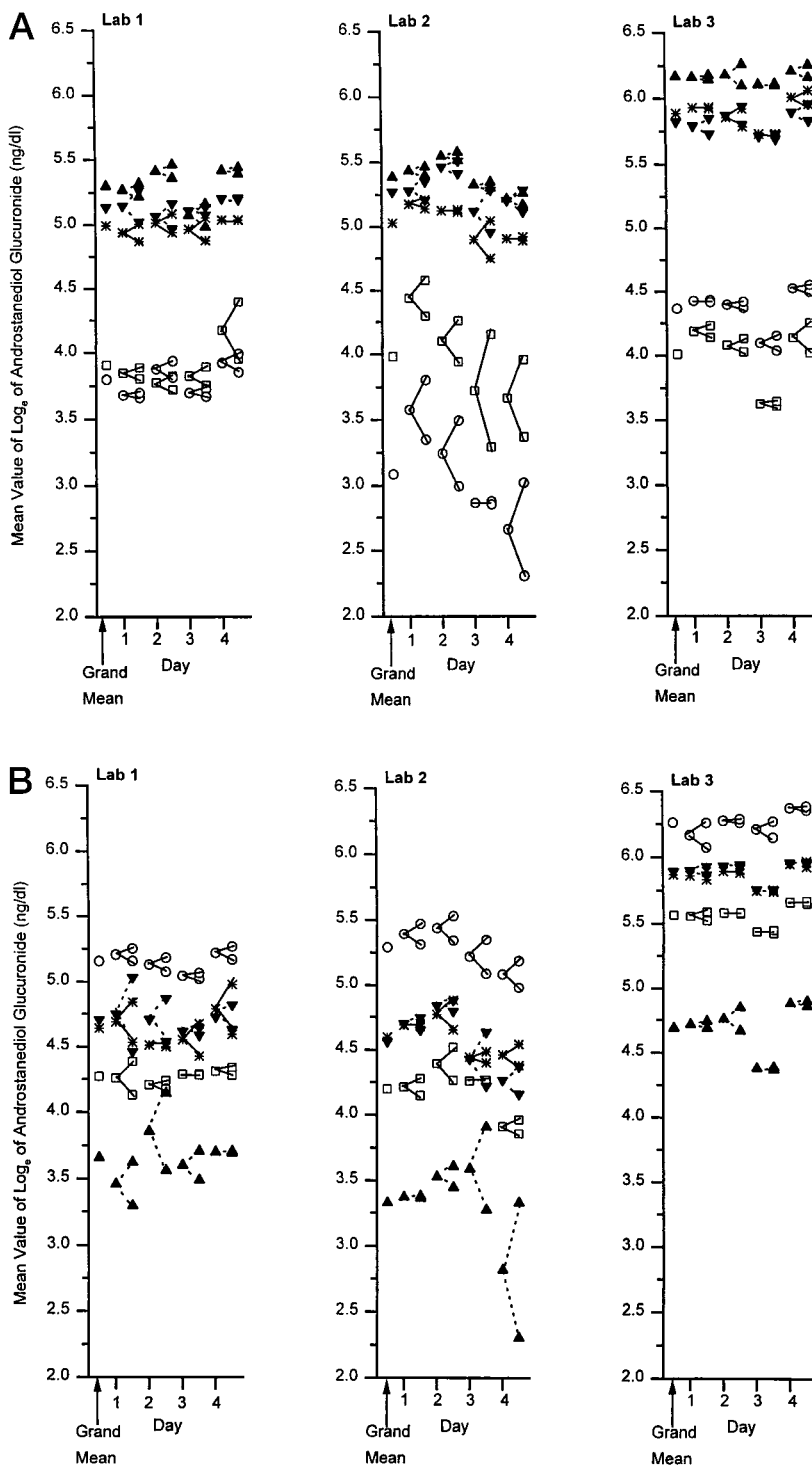 A
Lab 1
Lab 2
Lab 3
Mean Value of Logₑ of Androstanediol Glucuronide (ng/dl)
6.5
6.0
5.5
5.0
4.5
4.0
3.5
3.0
2.5
2.0
1 2 3 4
Day
Grand
Mean
6.5
6.0
5.5
5.0
4.5
4.0
3.5
3.0
2.5
2.0
1 2 3 4
Day
Grand
Mean
6.5
6.0
5.5
5.0
4.5
4.0
3.5
3.0
2.5
2.0
1 2 3 4
Day
Grand
Mean
B
Lab 1
Lab 2
Lab 3
Mean Value of Logₑ of Androstanediol Glucuronide (ng/dl)
6.5
6.0
5.5
5.0
4.5
4.0
3.5
3.0
2.5
2.0
1 2 3 4
Day
Grand
Mean
6.5
6.0
5.5
5.0
4.5
4.0
3.5
3.0
2.5
2.0
1 2 3 4
Day
Grand
Mean
6.5
6.0
5.5
5.0
4.5
4.0
3.5
3.0
2.5
2.0
1 2 3 4
Day
Grand
Mean